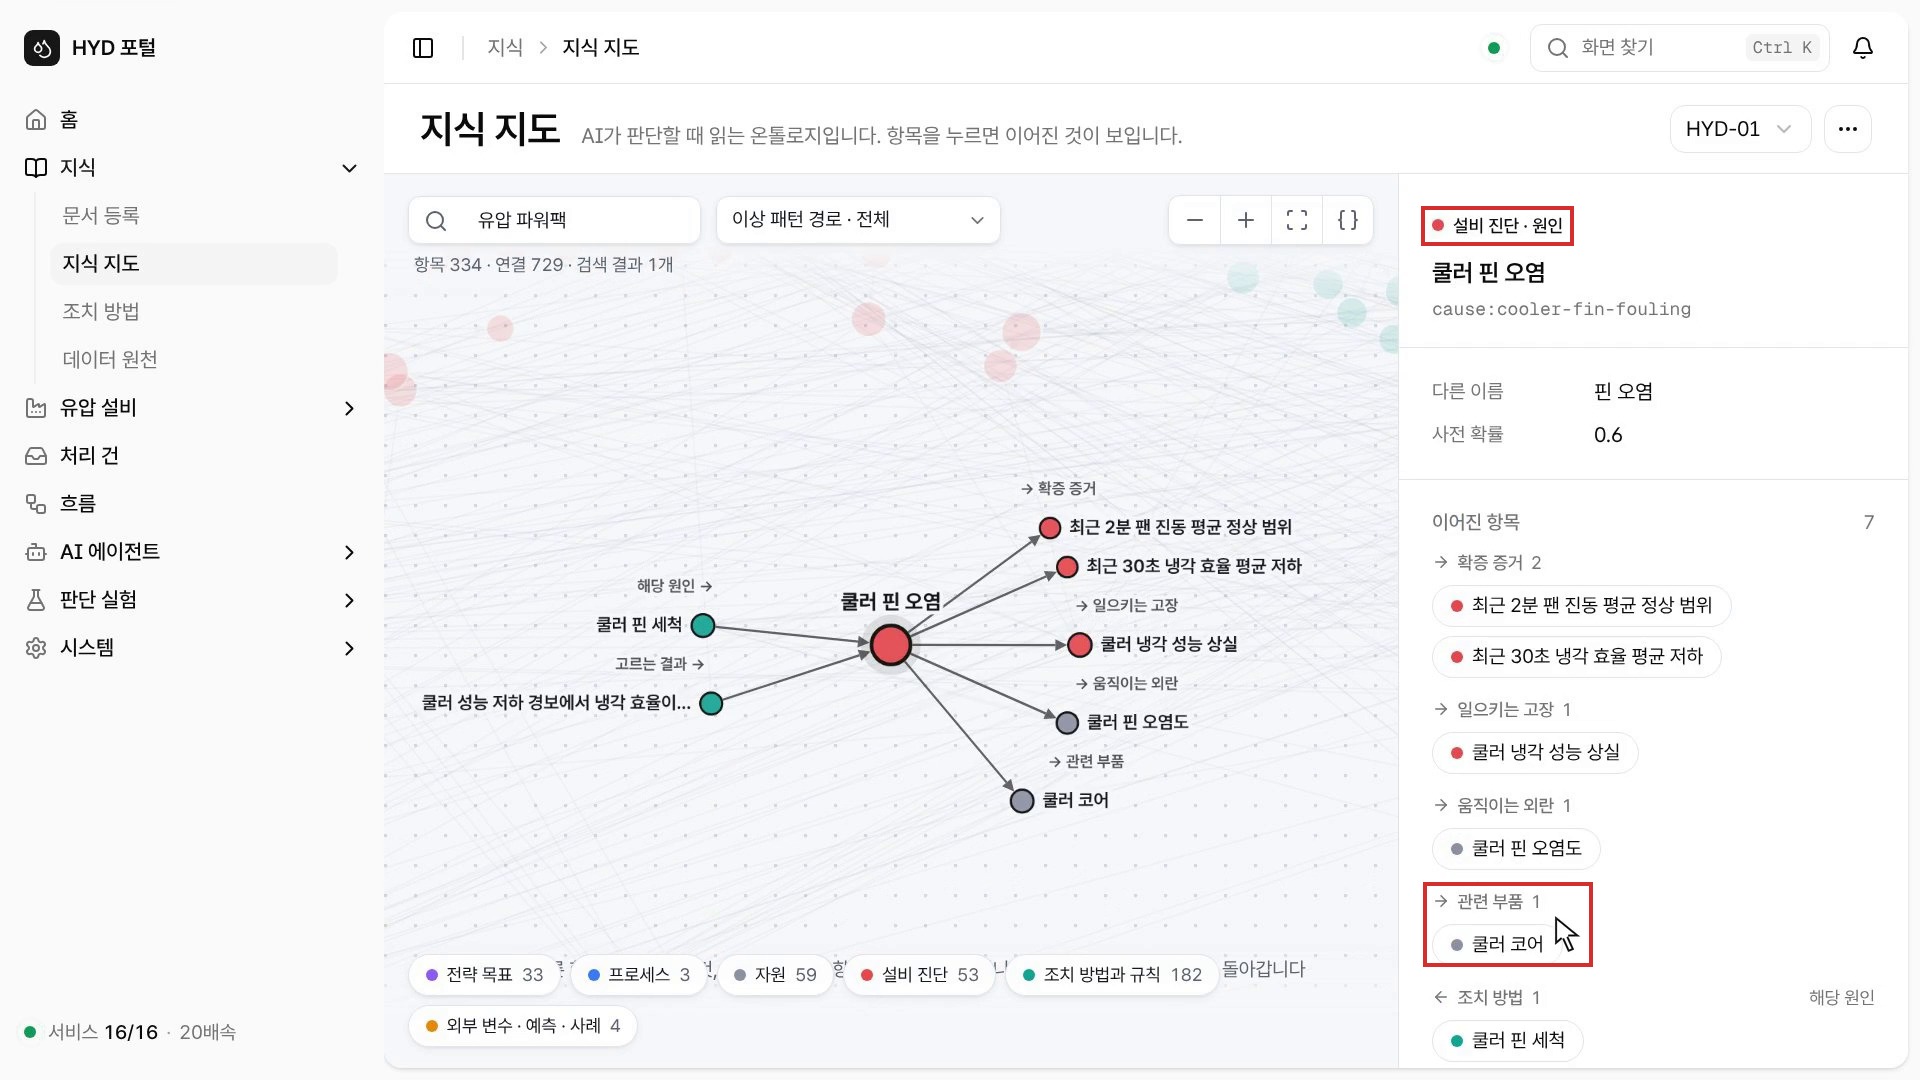 HYD 포털
홈
지식
문서 등록
지식 지도
조치 방법
데이터 원천
유압 설비
처리 건
흐름
AI 에이전트
판단 실험
시스템
서비스 16/16 · 20배속
지식 > 지식 지도
화면 찾기 Ctrl K
지식 지도 AI가 판단할 때 읽는 온톨로지입니다. 항목을 누르면 이어진 것이 보입니다.
HYD-01
유압 파워팩
이상 패턴 경로 · 전체
항목 334 · 연결 729 · 검색 결과 1개
→ 확증 증거
최근 2분 팬 진동 평균 정상 범위
최근 30초 냉각 효율 평균 저하
해당 원인 →
쿨러 핀 세척
쿨러 핀 오염
→ 일으키는 고장
쿨러 냉각 성능 상실
고르는 결과 →
쿨러 성능 저하 경보에서 냉각 효율이...
→ 움직이는 외란
쿨러 핀 오염도
→ 관련 부품
쿨러 코어
전략 목표 33
프로세스 3
자원 59
설비 진단 53
조치 방법과 규칙 182
돌아갑니다
외부 변수 · 예측 · 사례 4
설비 진단 · 원인
쿨러 핀 오염
cause:cooler-fin-fouling
다른 이름 핀 오염
사전 확률 0.6
이어진 항목 7
→ 확증 증거 2
최근 2분 팬 진동 평균 정상 범위
최근 30초 냉각 효율 평균 저하
→ 일으키는 고장 1
쿨러 냉각 성능 상실
→ 움직이는 외란 1
쿨러 핀 오염도
→ 관련 부품 1
쿨러 코어
← 조치 방법 1 해당 원인
쿨러 핀 세척